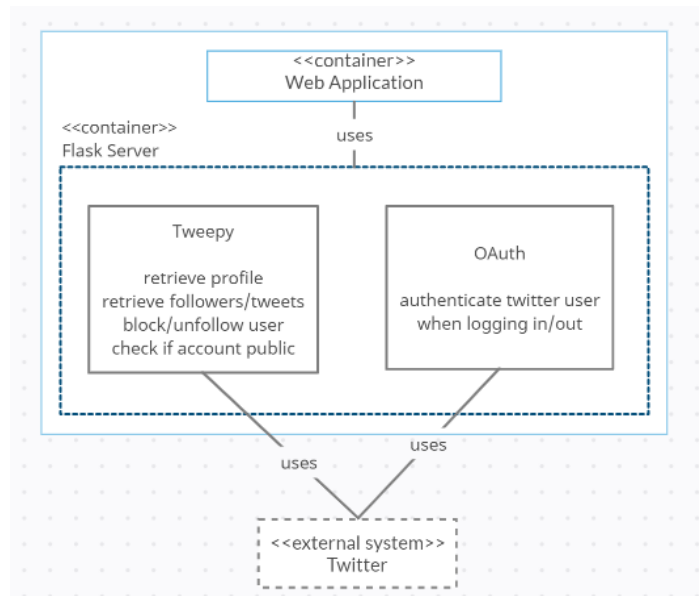 <<container>>
Web Application
uses
<<container>>
Flask Server
Tweepy
retrieve profile
retrieve followers/tweets
block/unfollow user
check if account public
OAuth
authenticate twitter user
when logging in/out
uses
uses
<<external system>>
Twitter